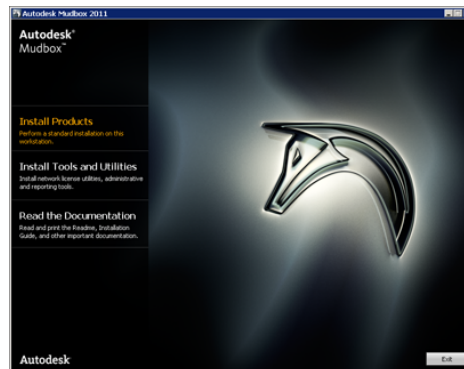 Autodesk Mudbox 2011
Autodesk®
Mudbox™
Install Products
Perform a standard installation on this
workstation.
Install Tools and Utilities
Install network license utilities, administrative
and reporting tools.
Read the Documentation
Read and print the Readme, Installation
Guide, and other important documentation.
Autodesk
Exit